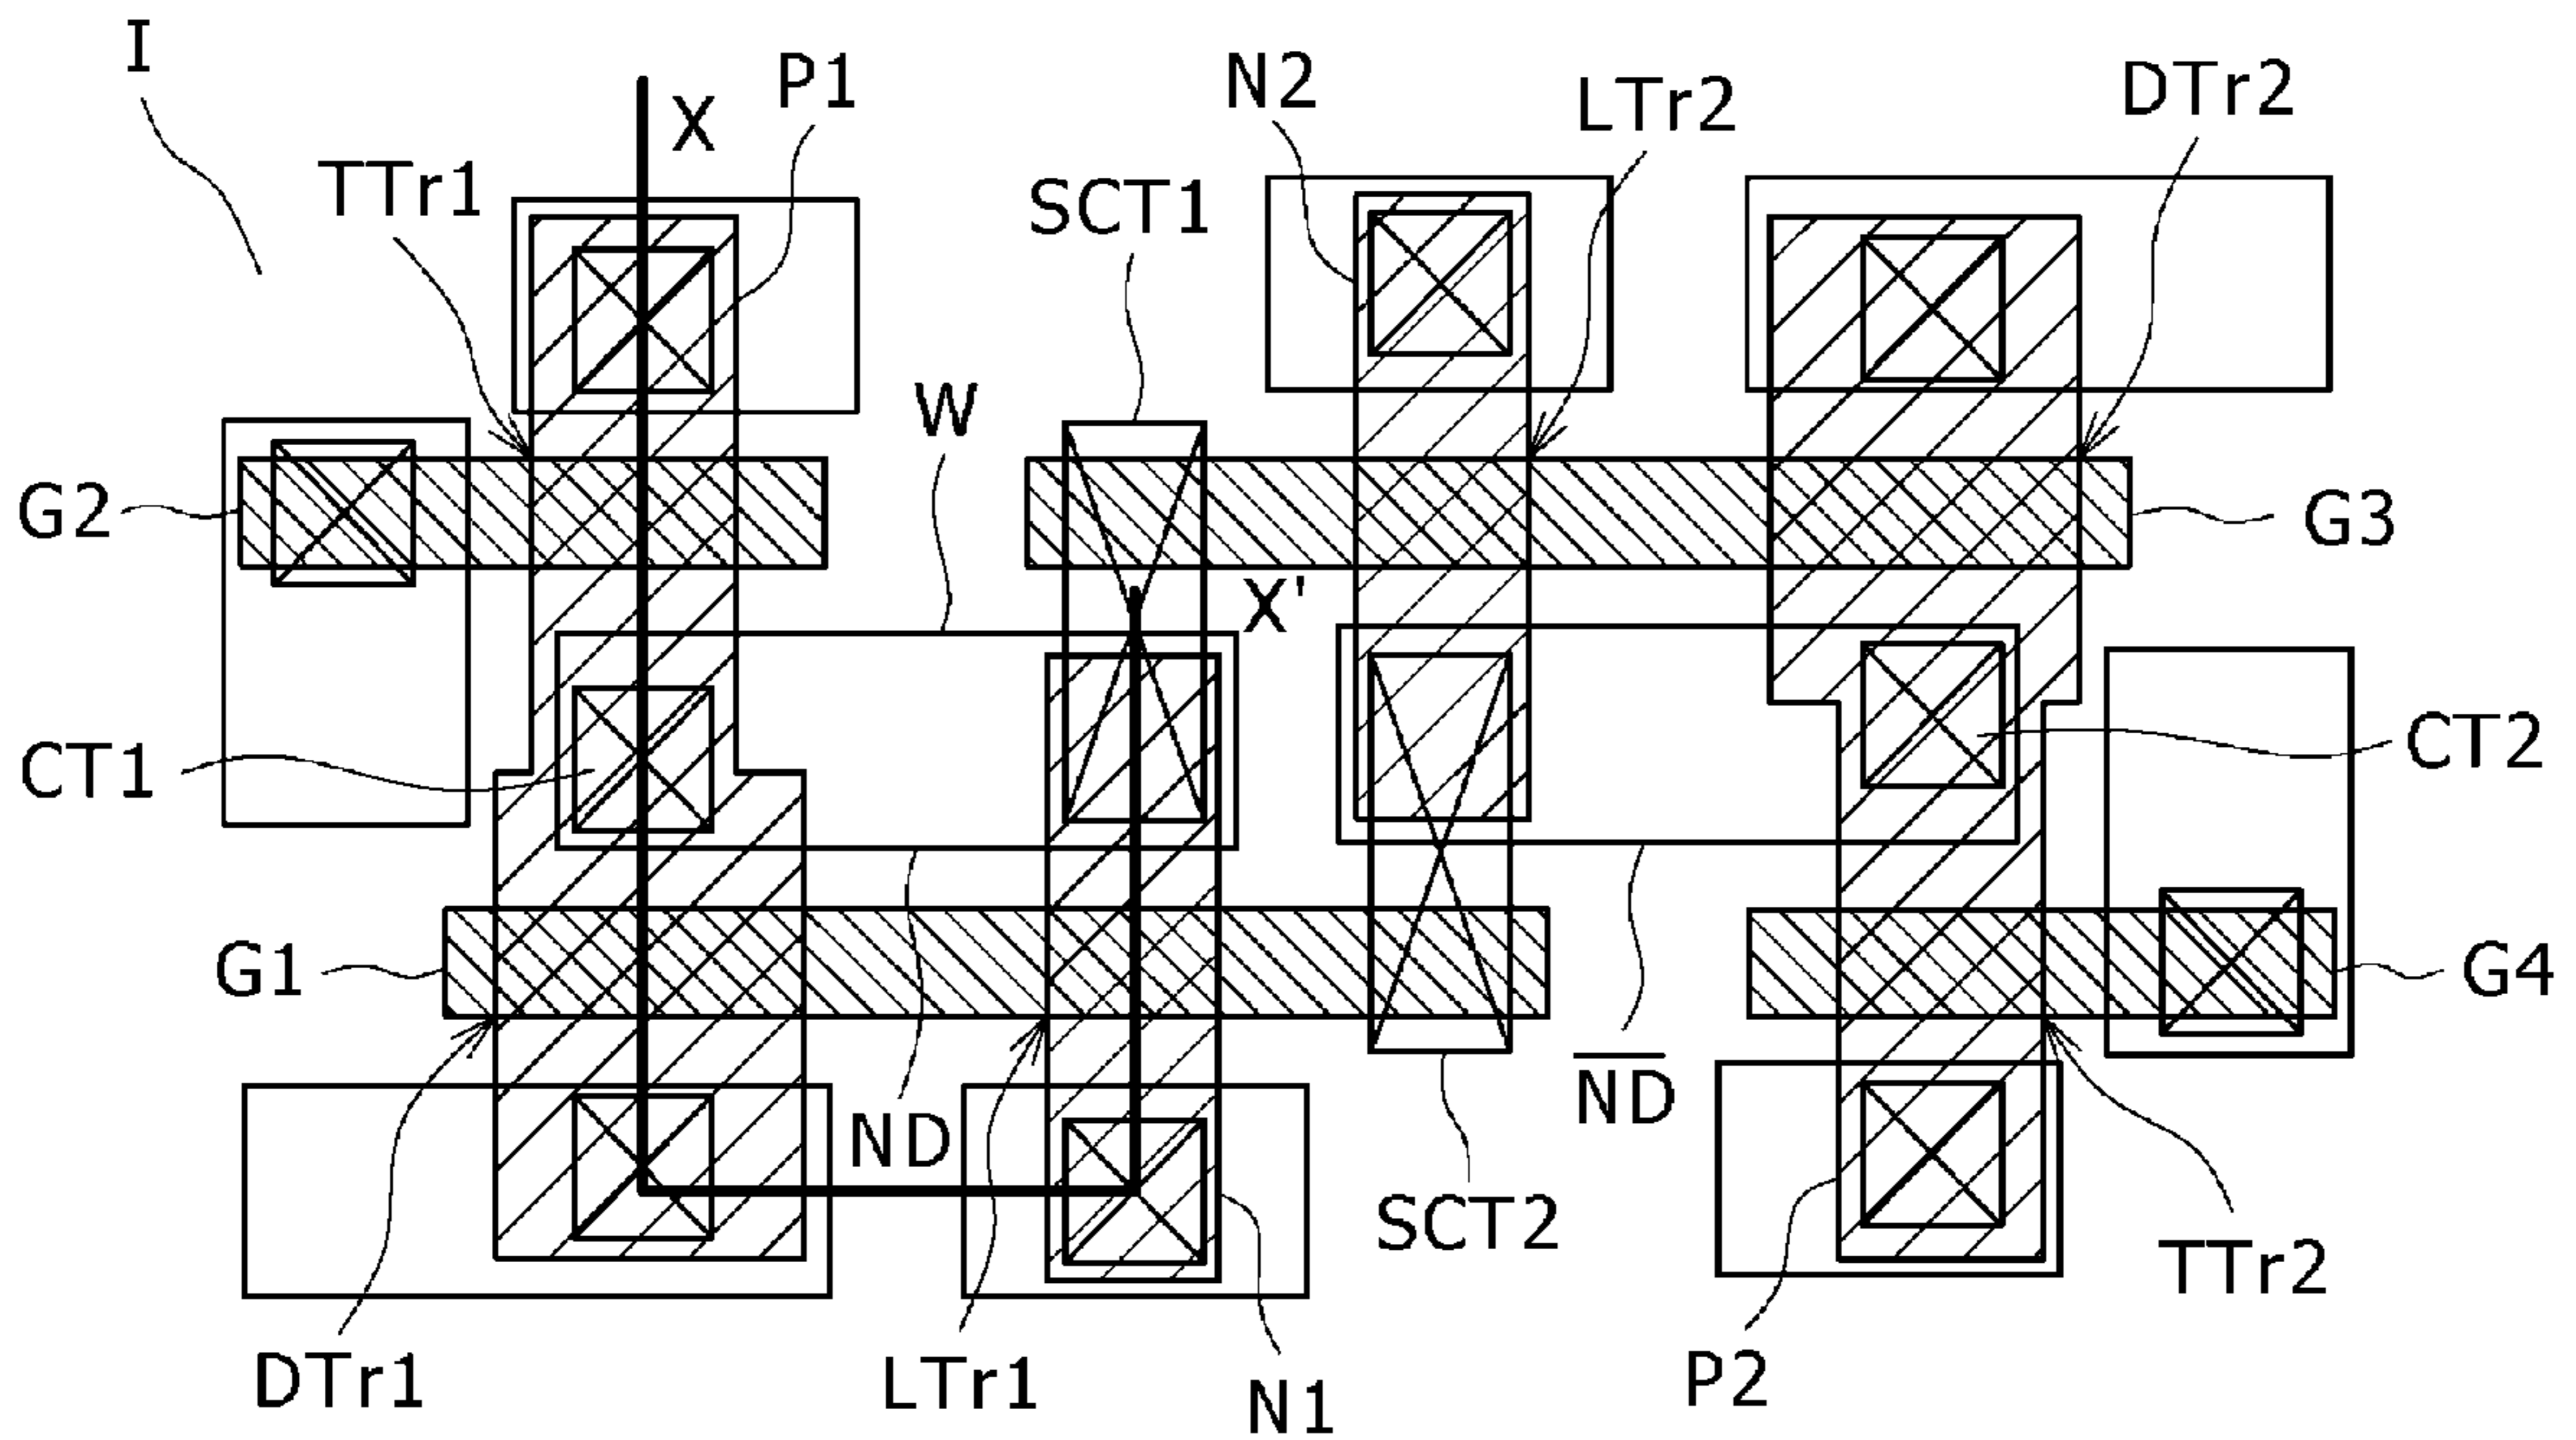 I
X
P1
N2
LTr2
DTr2
TTr1
SCT1
W
G2
G3
X'
CT1
CT2
G1
G4
ND
N̅D̅
SCT2
TTr2
DTr1
LTr1
N1
P2